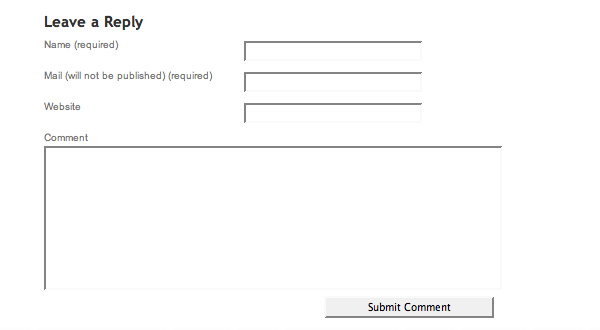 Leave a Reply
Name (required)
Mail (will not be published) (required)
Website
Comment
Submit Comment